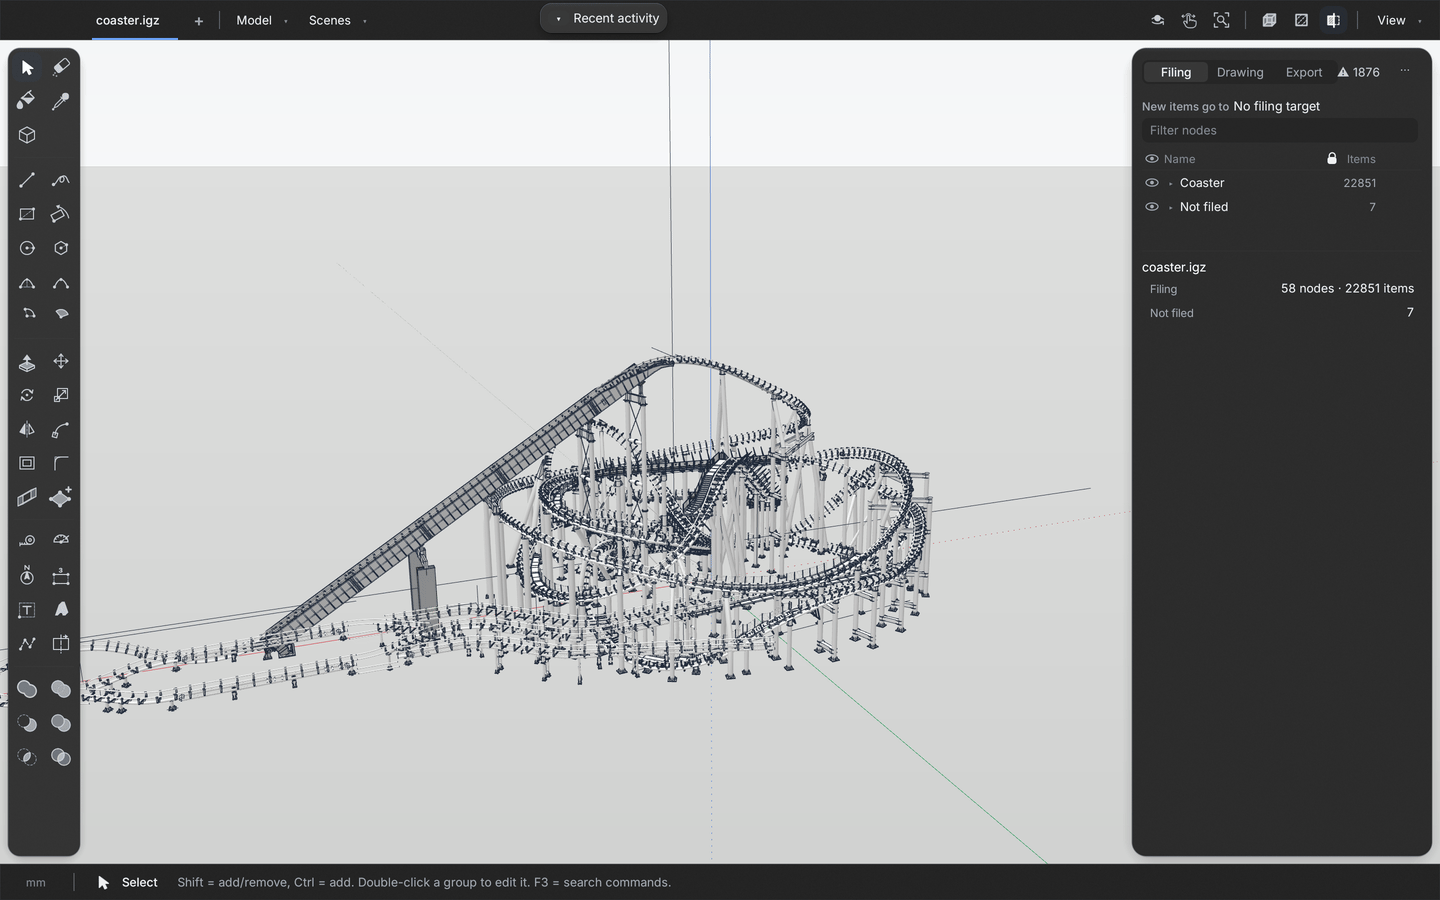 coaster.igz
+
Model
Scenes
Recent activity
View
Filing
Drawing
Export
1876
...
New items go to No filing target
Filter nodes
Name
Items
Coaster
22851
Not filed
7
coaster.igz
Filing
58 nodes · 22851 items
Not filed
7
N
3
T
A
mm
Select
Shift = add/remove, Ctrl = add. Double-click a group to edit it. F3 = search commands.